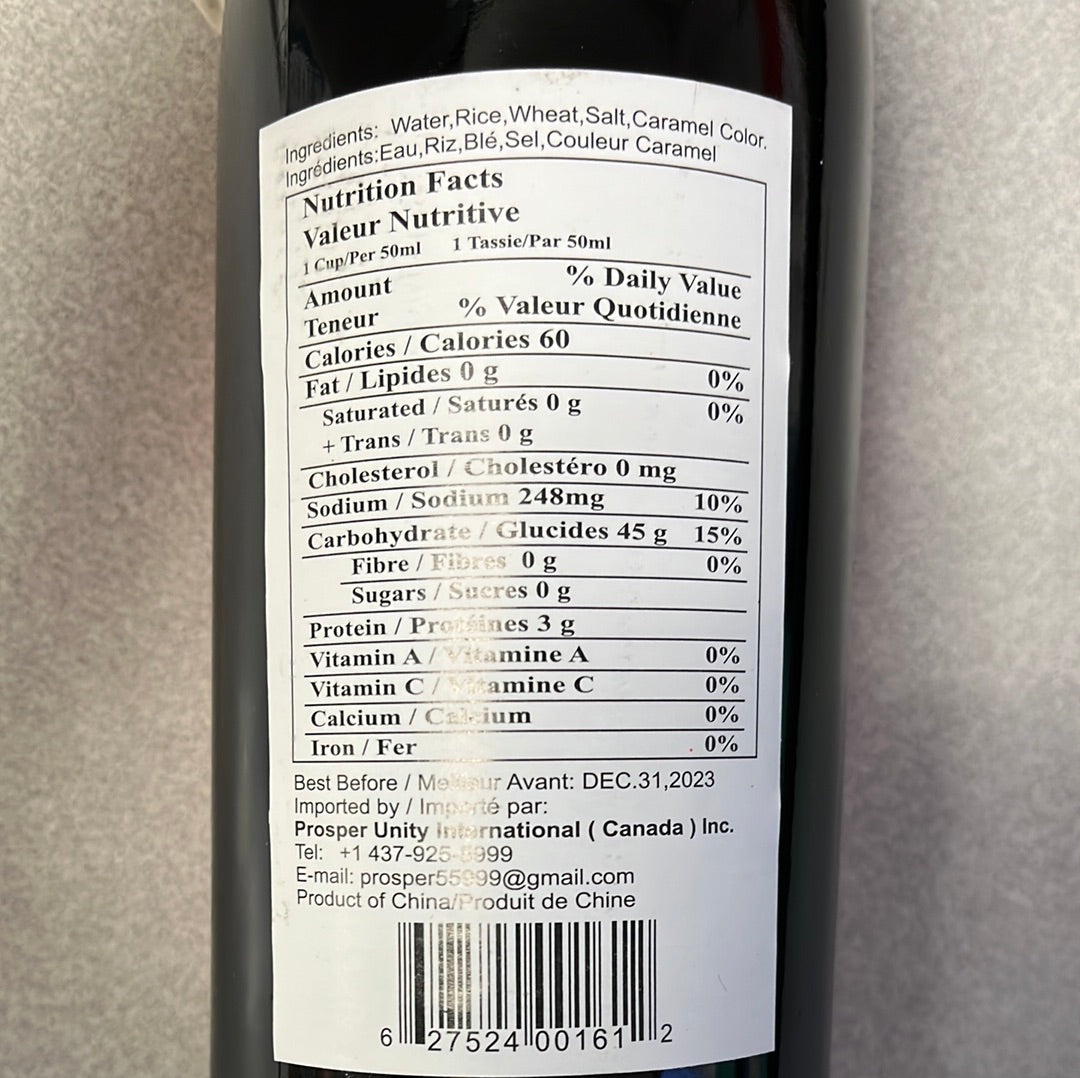 Ingredients: Water,Rice,Wheat,Salt,Caramel Color.
Ingrédients:Eau,Riz,Blé,Sel,Couleur Caramel
Nutrition Facts
Valeur Nutritive
1 Cup/Per 50ml 1 Tassie/Par 50ml
Amount % Daily Value
Teneur % Valeur Quotidienne
Calories / Calories 60
Fat / Lipides 0 g 0%
Saturated / Saturés 0 g 0%
+ Trans / Trans 0 g
Cholesterol / Cholestéro 0 mg
Sodium / Sodium 248mg 10%
Carbohydrate / Glucides 45 g 15%
Fibre / Fibres 0 g 0%
Sugars / Sucres 0 g
Protein / Protéines 3 g
Vitamin A / Vitamine A 0%
Vitamin C / Vitamine C 0%
Calcium / Calcium 0%
Iron / Fer 0%
Best Before / Meilleur Avant: DEC.31,2023
Imported by / Importé par:
Prosper Unity International ( Canada ) Inc.
Tel: +1 437-925-5999
E-mail: prosper55999@gmail.com
Product of China/Produit de Chine
6 27524 00161 2